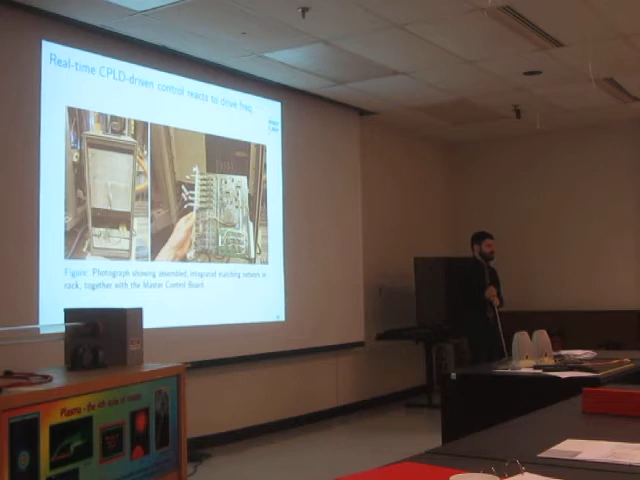 Real-time CPLD-driven control reacts to drive freq.
Figure: Photograph showing assembled, integrated matching network in
rack, together with the Master Control Board.
Plasma - the 4th state of matter